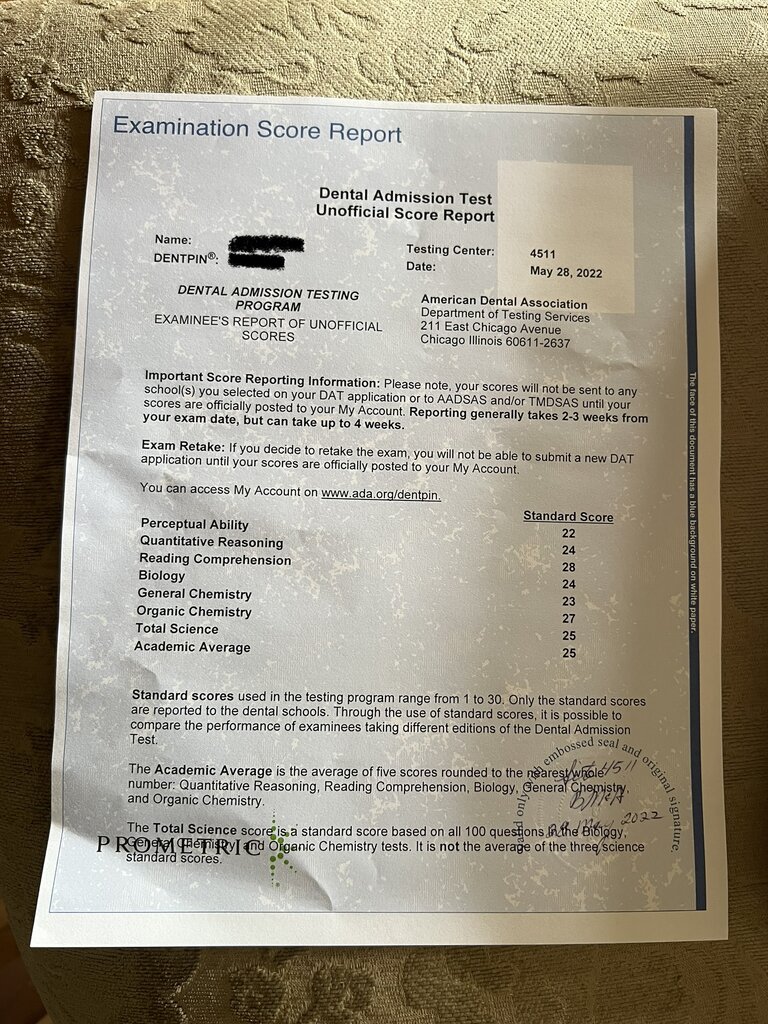 Examination Score Report
Dental Admission Test
Unofficial Score Report
Name:
DENTPIN®:
Testing Center: 4511
Date: May 28, 2022
DENTAL ADMISSION TESTING
PROGRAM
EXAMINEE'S REPORT OF UNOFFICIAL
SCORES
American Dental Association
Department of Testing Services
211 East Chicago Avenue
Chicago Illinois 60611-2637
Important Score Reporting Information: Please note, your scores will not be sent to any
school(s) you selected on your DAT application or to AADSAS and/or TMDSAS until your
scores are officially posted to your My Account. Reporting generally takes 2-3 weeks from
your exam date, but can take up to 4 weeks.
Exam Retake: If you decide to retake the exam, you will not be able to submit a new DAT
application until your scores are officially posted to your My Account.
You can access My Account on www.ada.org/dentpin.
Standard Score
Perceptual Ability 22
Quantitative Reasoning 24
Reading Comprehension 28
Biology 24
General Chemistry 23
Organic Chemistry 27
Total Science 25
Academic Average 25
Standard scores used in the testing program range from 1 to 30. Only the standard scores
are reported to the dental schools. Through the use of standard scores, it is possible to
compare the performance of examinees taking different editions of the Dental Admission
Test.
The Academic Average is the average of five scores rounded to the nearest whole
number: Quantitative Reasoning, Reading Comprehension, Biology, General Chemistry,
and Organic Chemistry.
The Total Science score is a standard score based on all 100 questions in the Biology,
General Chemistry, and Organic Chemistry tests. It is not the average of the three science
standard scores.
PROMETRIC
only with embossed seal and original signature
4511
May 2022
The face of this document has a blue background on white paper.